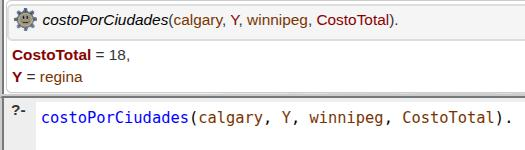 costoPorCiudades(calgary, Y, winnipeg, CostoTotal).
CostoTotal = 18,
Y = regina
?- costoPorCiudades(calgary, Y, winnipeg, CostoTotal).